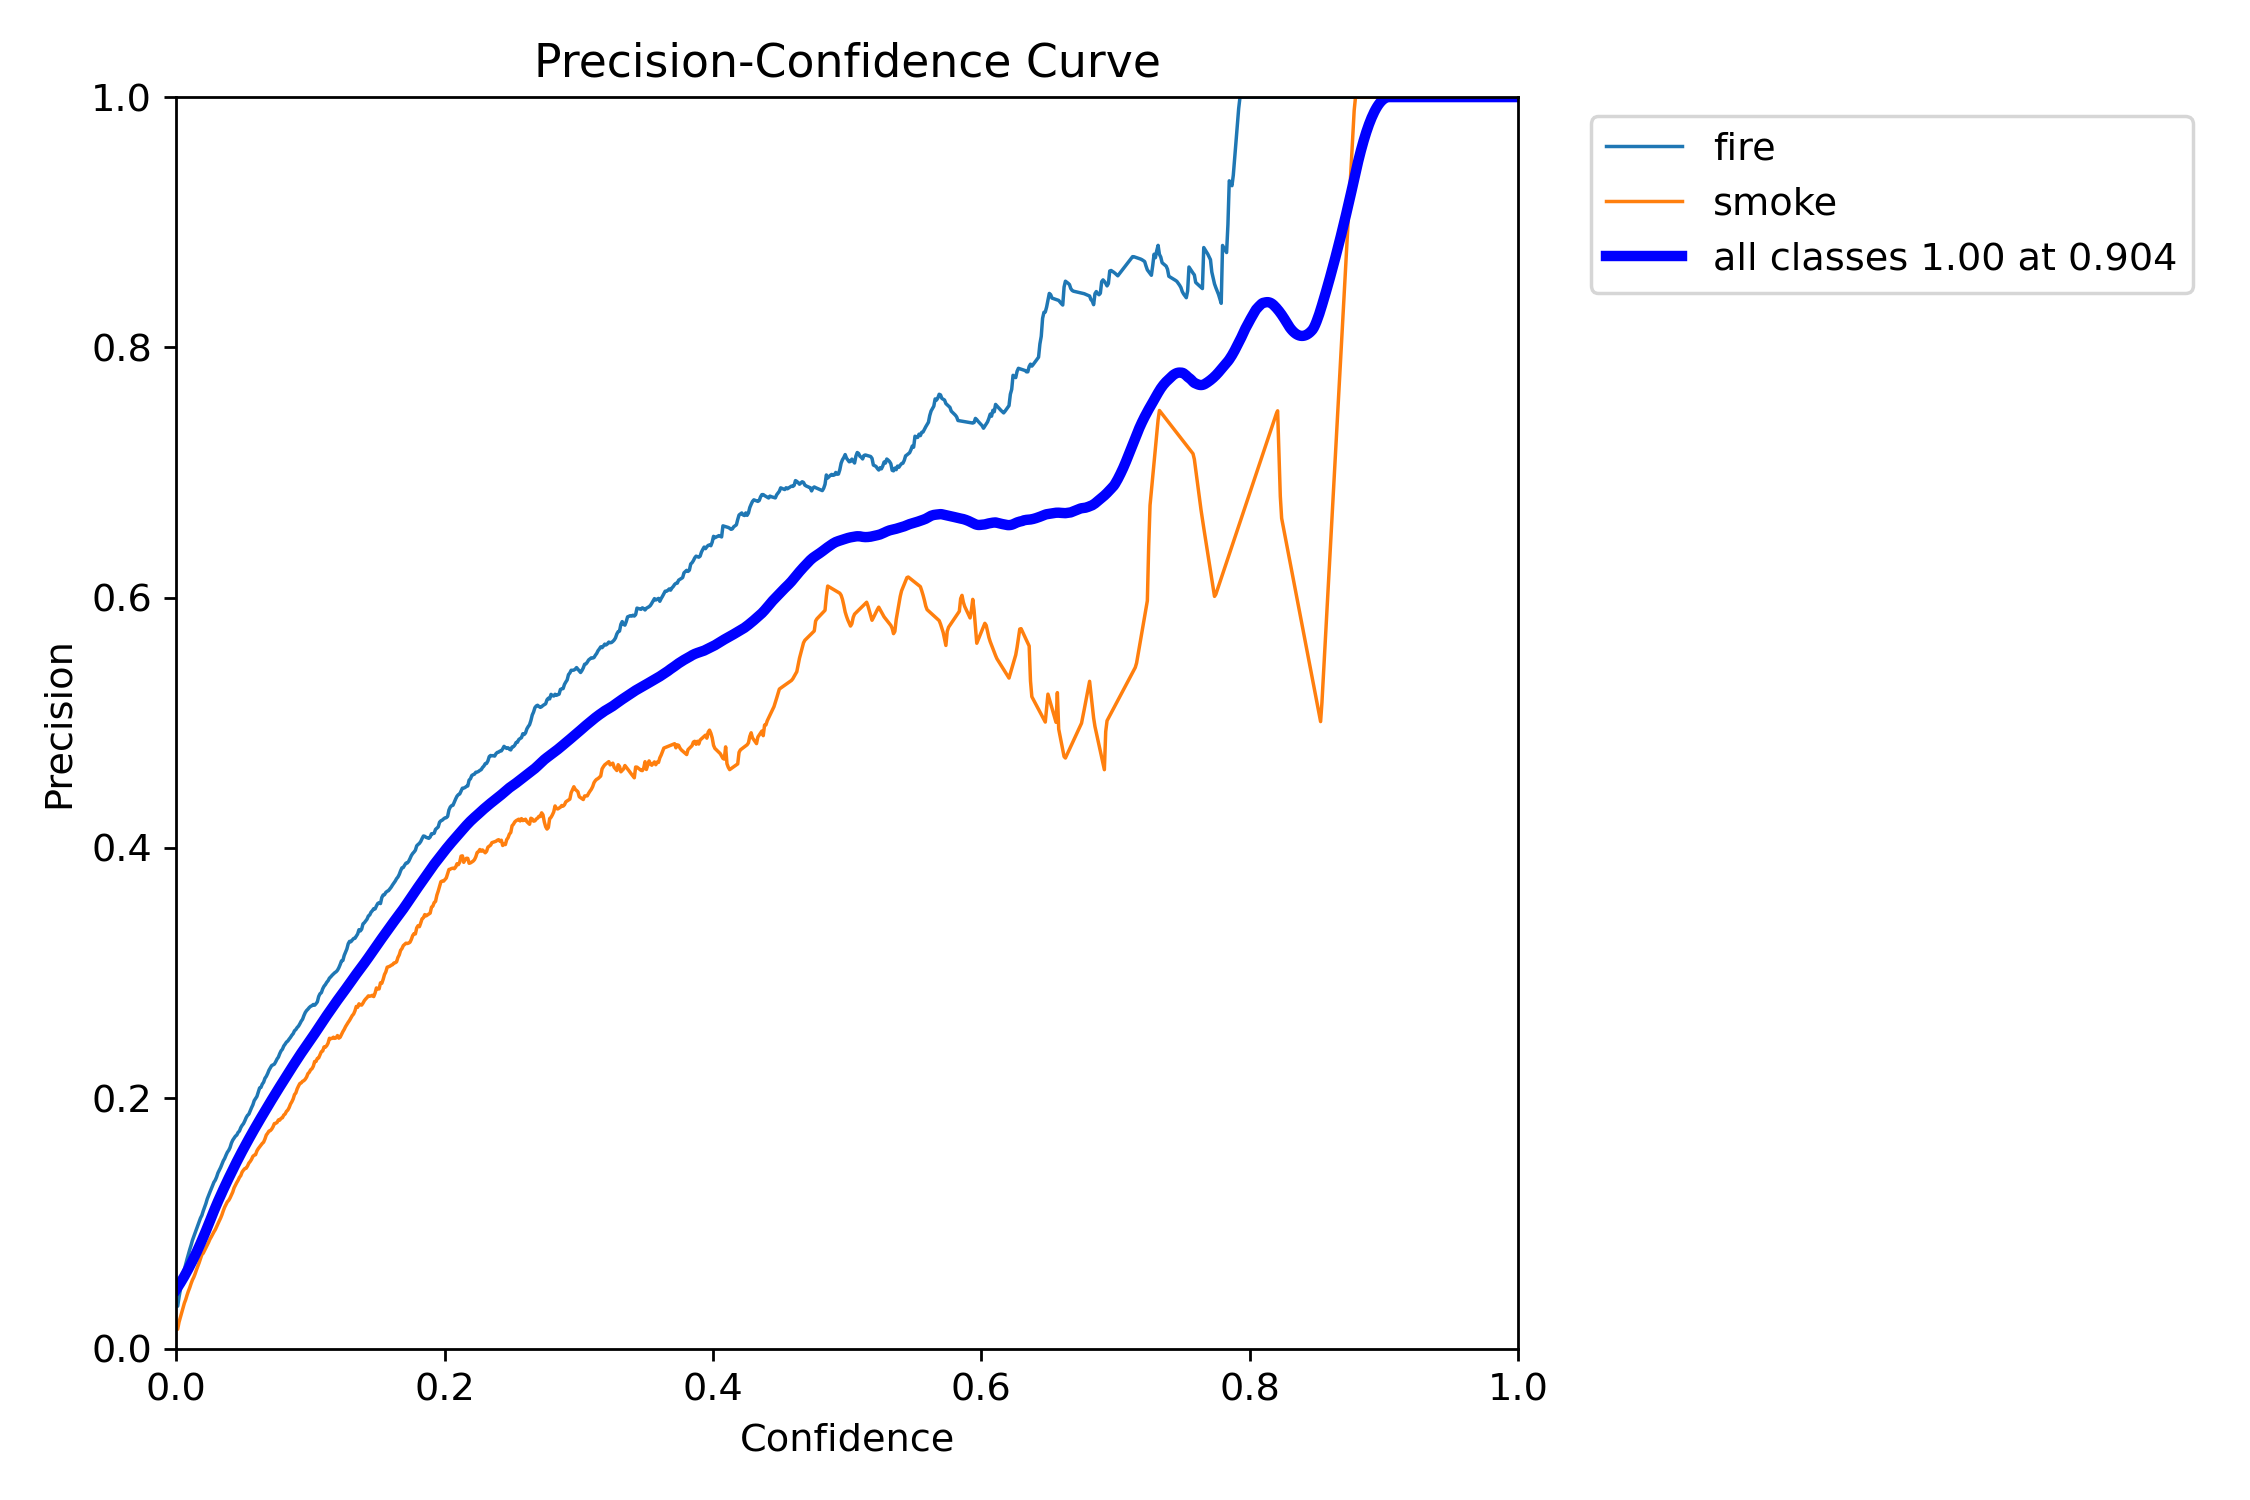 Precision-Confidence Curve
1.0
0.8
0.6
0.4
0.2
0.0
Precision
0.0 0.2 0.4 0.6 0.8 1.0
Confidence
fire
smoke
all classes 1.00 at 0.904